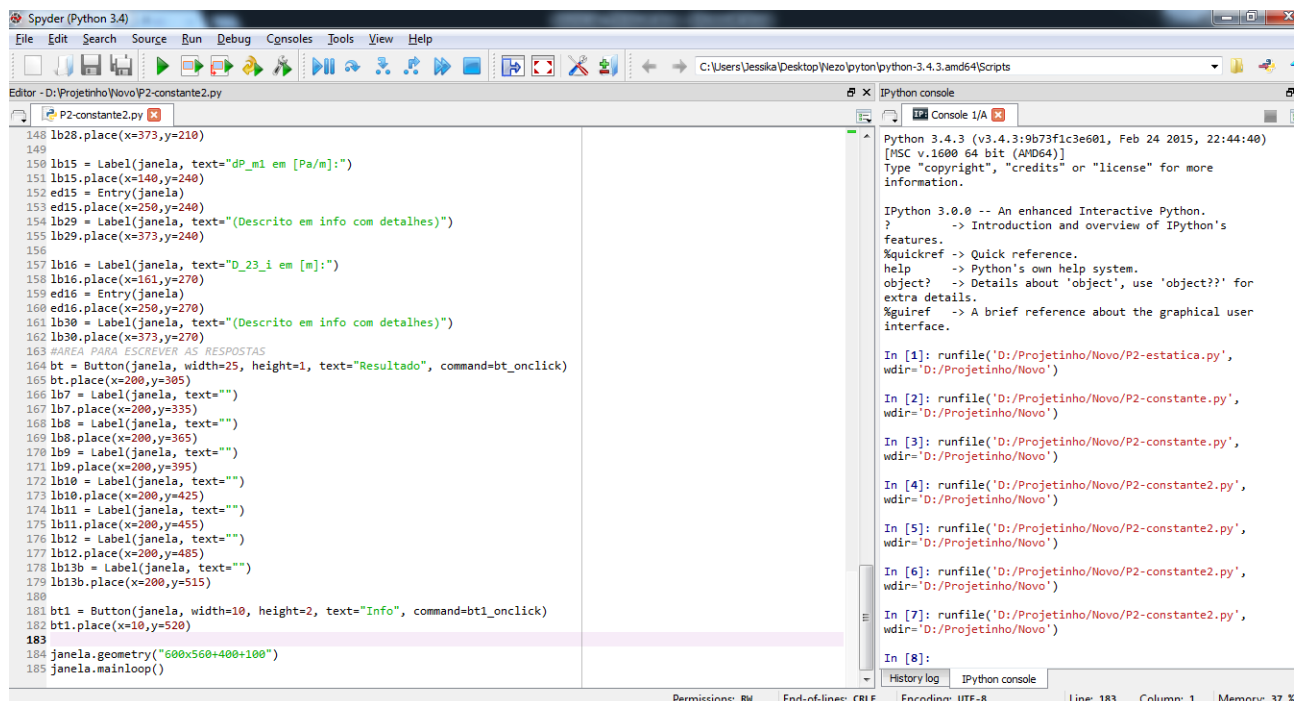 Spyder (Python 3.4)
File Edit Search Source Run Debug Consoles Tools View Help
C:\Users\Jessika\Desktop\Nezo\pyton\python-3.4.3.amd64\Scripts
Editor - D:\Projetinho\Novo\P2-constante2.py
P2-constante2.py
148 lb28.place(x=373,y=210)
149
150 lb15 = Label(janela, text="dP_m1 em [Pa/m]:")
151 lb15.place(x=140,y=240)
152 ed15 = Entry(janela)
153 ed15.place(x=250,y=240)
154 lb29 = Label(janela, text="(Descrito em info com detalhes)")
155 lb29.place(x=373,y=240)
156
157 lb16 = Label(janela, text="D_23_i em [m]:")
158 lb16.place(x=161,y=270)
159 ed16 = Entry(janela)
160 ed16.place(x=250,y=270)
161 lb30 = Label(janela, text="(Descrito em info com detalhes)")
162 lb30.place(x=373,y=270)
163 #AREA PARA ESCREVER AS RESPOSTAS
164 bt = Button(janela, width=25, height=1, text="Resultado", command=bt_onclick)
165 bt.place(x=200,y=305)
166 lb7 = Label(janela, text="")
167 lb7.place(x=200,y=335)
168 lb8 = Label(janela, text="")
169 lb8.place(x=200,y=365)
170 lb9 = Label(janela, text="")
171 lb9.place(x=200,y=395)
172 lb10 = Label(janela, text="")
173 lb10.place(x=200,y=425)
174 lb11 = Label(janela, text="")
175 lb11.place(x=200,y=455)
176 lb12 = Label(janela, text="")
177 lb12.place(x=200,y=485)
178 lb13b = Label(janela, text="")
179 lb13b.place(x=200,y=515)
180
181 bt1 = Button(janela, width=10, height=2, text="Info", command=bt1_onclick)
182 bt1.place(x=10,y=520)
183
184 janela.geometry("600x560+400+100")
185 janela.mainloop()
IPython console
IP: Console 1/A
Python 3.4.3 (v3.4.3:9b73f1c3e601, Feb 24 2015, 22:44:40)
[MSC v.1600 64 bit (AMD64)]
Type "copyright", "credits" or "license" for more
information.
IPython 3.0.0 -- An enhanced Interactive Python.
? -> Introduction and overview of IPython's
features.
%quickref -> Quick reference.
help -> Python's own help system.
object? -> Details about 'object', use 'object??' for
extra details.
%guiref -> A brief reference about the graphical user
interface.
In [1]: runfile('D:/Projetinho/Novo/P2-estatica.py',
wdir='D:/Projetinho/Novo')
In [2]: runfile('D:/Projetinho/Novo/P2-constante.py',
wdir='D:/Projetinho/Novo')
In [3]: runfile('D:/Projetinho/Novo/P2-constante.py',
wdir='D:/Projetinho/Novo')
In [4]: runfile('D:/Projetinho/Novo/P2-constante2.py',
wdir='D:/Projetinho/Novo')
In [5]: runfile('D:/Projetinho/Novo/P2-constante2.py',
wdir='D:/Projetinho/Novo')
In [6]: runfile('D:/Projetinho/Novo/P2-constante2.py',
wdir='D:/Projetinho/Novo')
In [7]: runfile('D:/Projetinho/Novo/P2-constante2.py',
wdir='D:/Projetinho/Novo')
In [8]:
History log IPython console
Permissions: RW End-of-lines: CRLF Encoding: UTF-8 Line: 183 Column: 1 Memory: 37 %